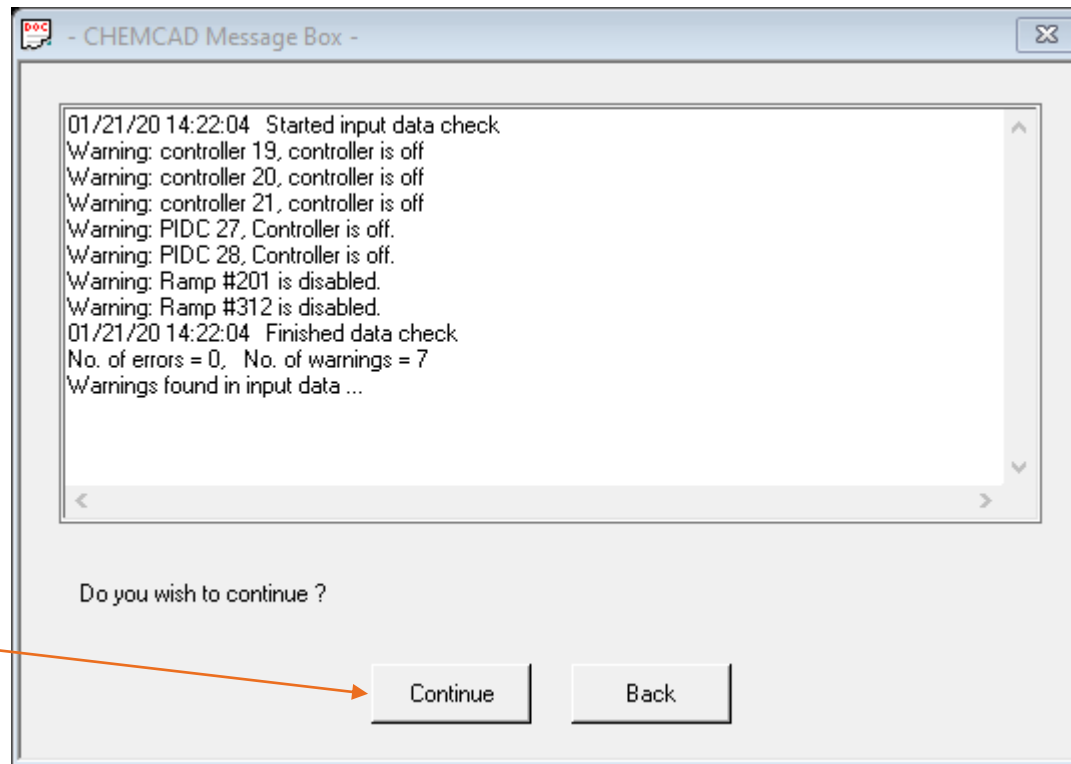 DOC
- CHEMCAD Message Box -
01/21/20 14:22:04 Started input data check
Warning: controller 19, controller is off
Warning: controller 20, controller is off
Warning: controller 21, controller is off
Warning: PIDC 27, Controller is off.
Warning: PIDC 28, Controller is off.
Warning: Ramp #201 is disabled.
Warning: Ramp #312 is disabled.
01/21/20 14:22:04 Finished data check
No. of errors = 0, No. of warnings = 7
Warnings found in input data ...
Do you wish to continue ?
Continue Back